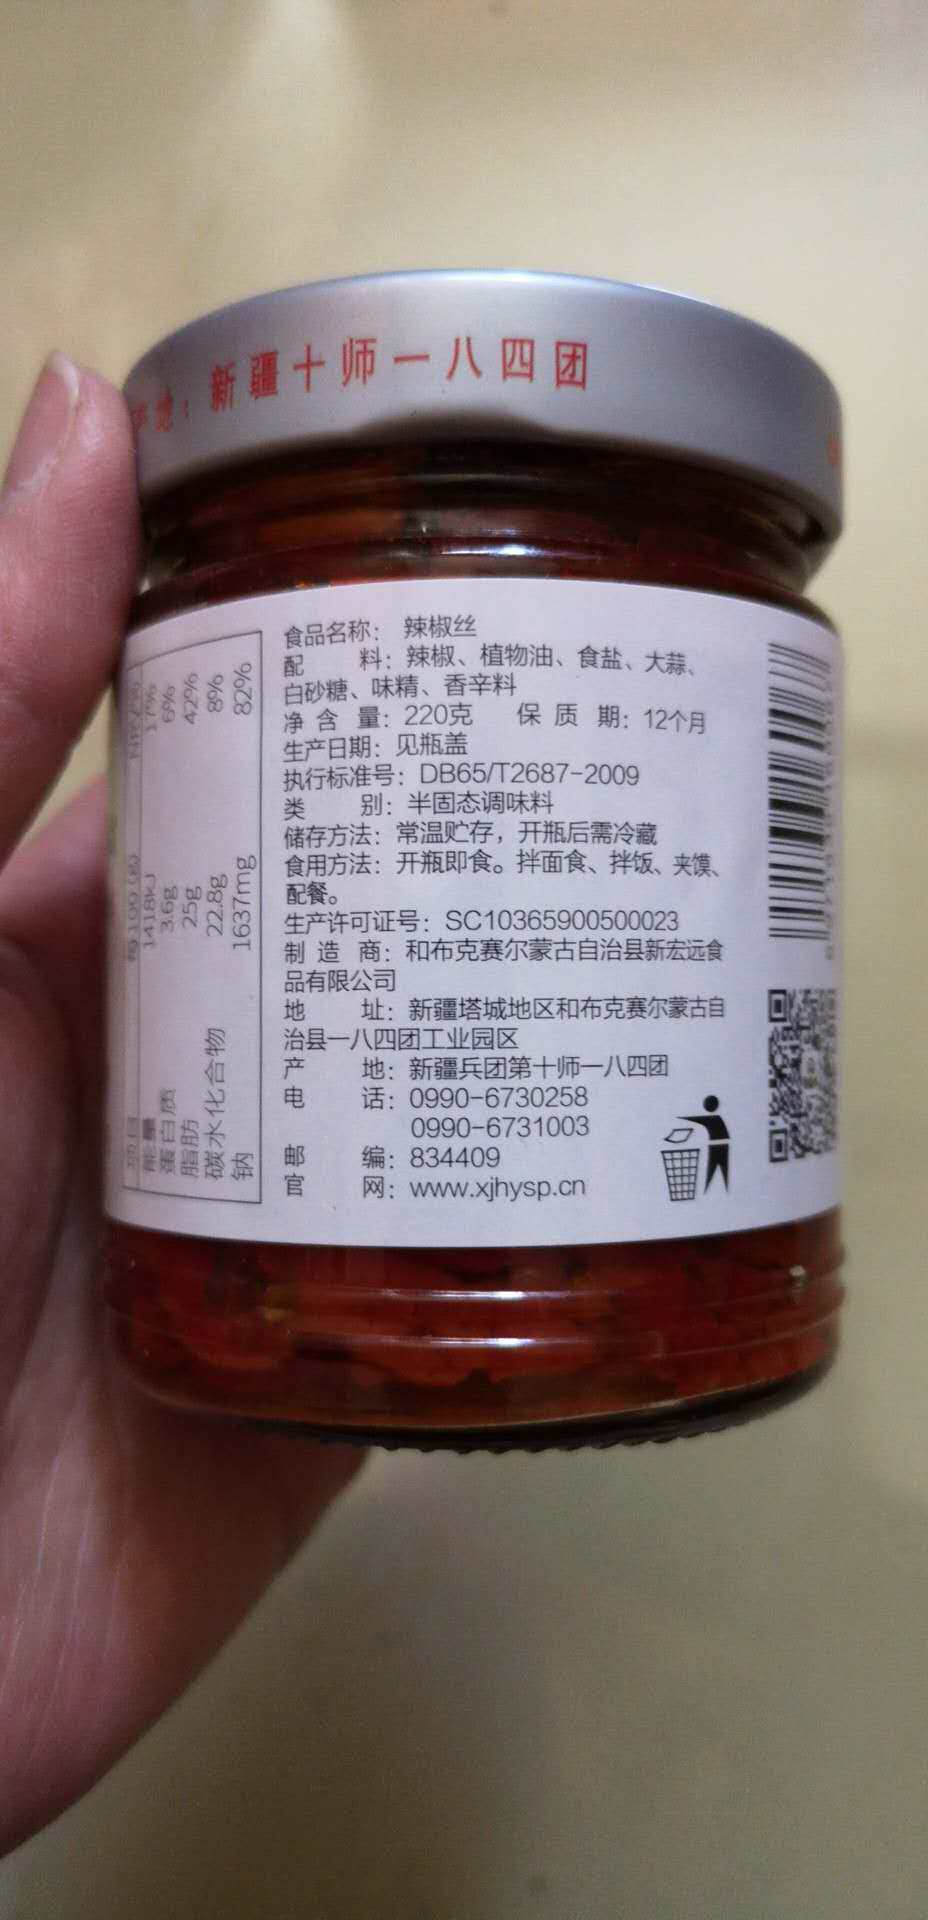 产地：新疆十师一八四团
食品名称： 辣椒丝
配 料：辣椒、植物油、食盐、大蒜、
白砂糖、味精、香辛料
净 含 量：220克 保 质 期：12个月
生产日期：见瓶盖
执行标准号：DB65/T2687-2009
类 别：半固态调味料
储存方法：常温贮存，开瓶后需冷藏
食用方法：开瓶即食。拌面食、拌饭、夹馍、
配餐。
生产许可证号：SC10365900500023
制 造 商：和布克赛尔蒙古自治县新宏远食
品有限公司
地 址：新疆塔城地区和布克赛尔蒙古自
治县一八四团工业园区
产 地：新疆兵团第十师一八四团
电 话：0990-6730258
0990-6731003
邮 编：834409
官 网：www.xjhysp.cn
项目 每100(g) NRV%
能量 1418kJ 17%
蛋白质 3.6g 6%
脂肪 25g 42%
碳水化合物 22.8g 8%
钠 1637mg 82%